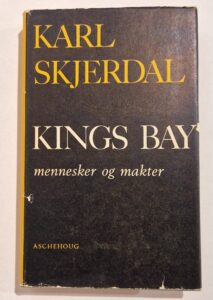 KARL
SKJERDAL
KINGS BAY
mennesker og makter
ASCHEHOUG